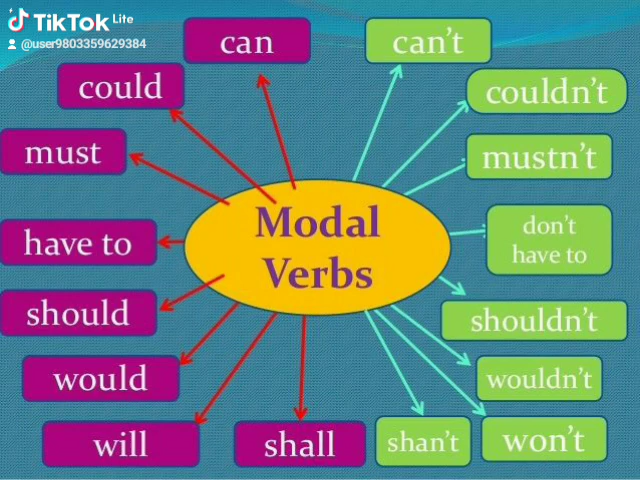 TikTok Lite
@user9803359629384
can
can't
could
couldn't
must
mustn't
Modal
Verbs
have to
don't
have to
should
shouldn't
would
wouldn't
will
shall
shan't
won't